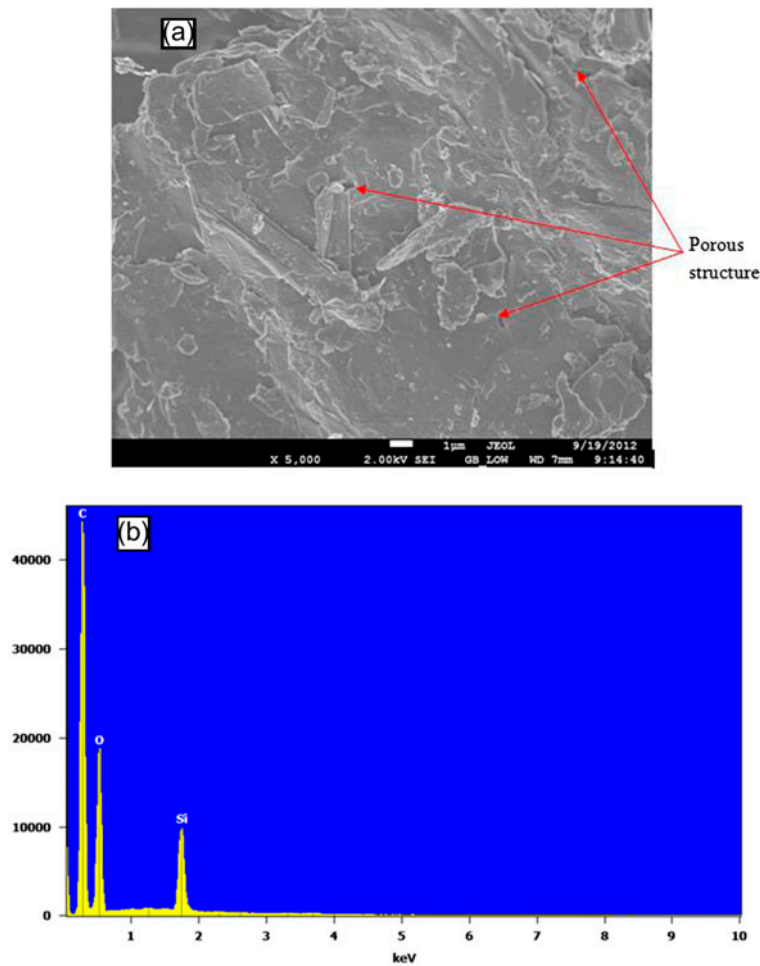 (a)
Porous
structure
1µm JEOL 9/19/2012
X 5,000 2.00kV SEI GB_LOW WD 7mm 9:14:40
(b)
C
40000
30000
20000
O
Si
10000
0
1 2 3 4 5 6 7 8 9 10
keV